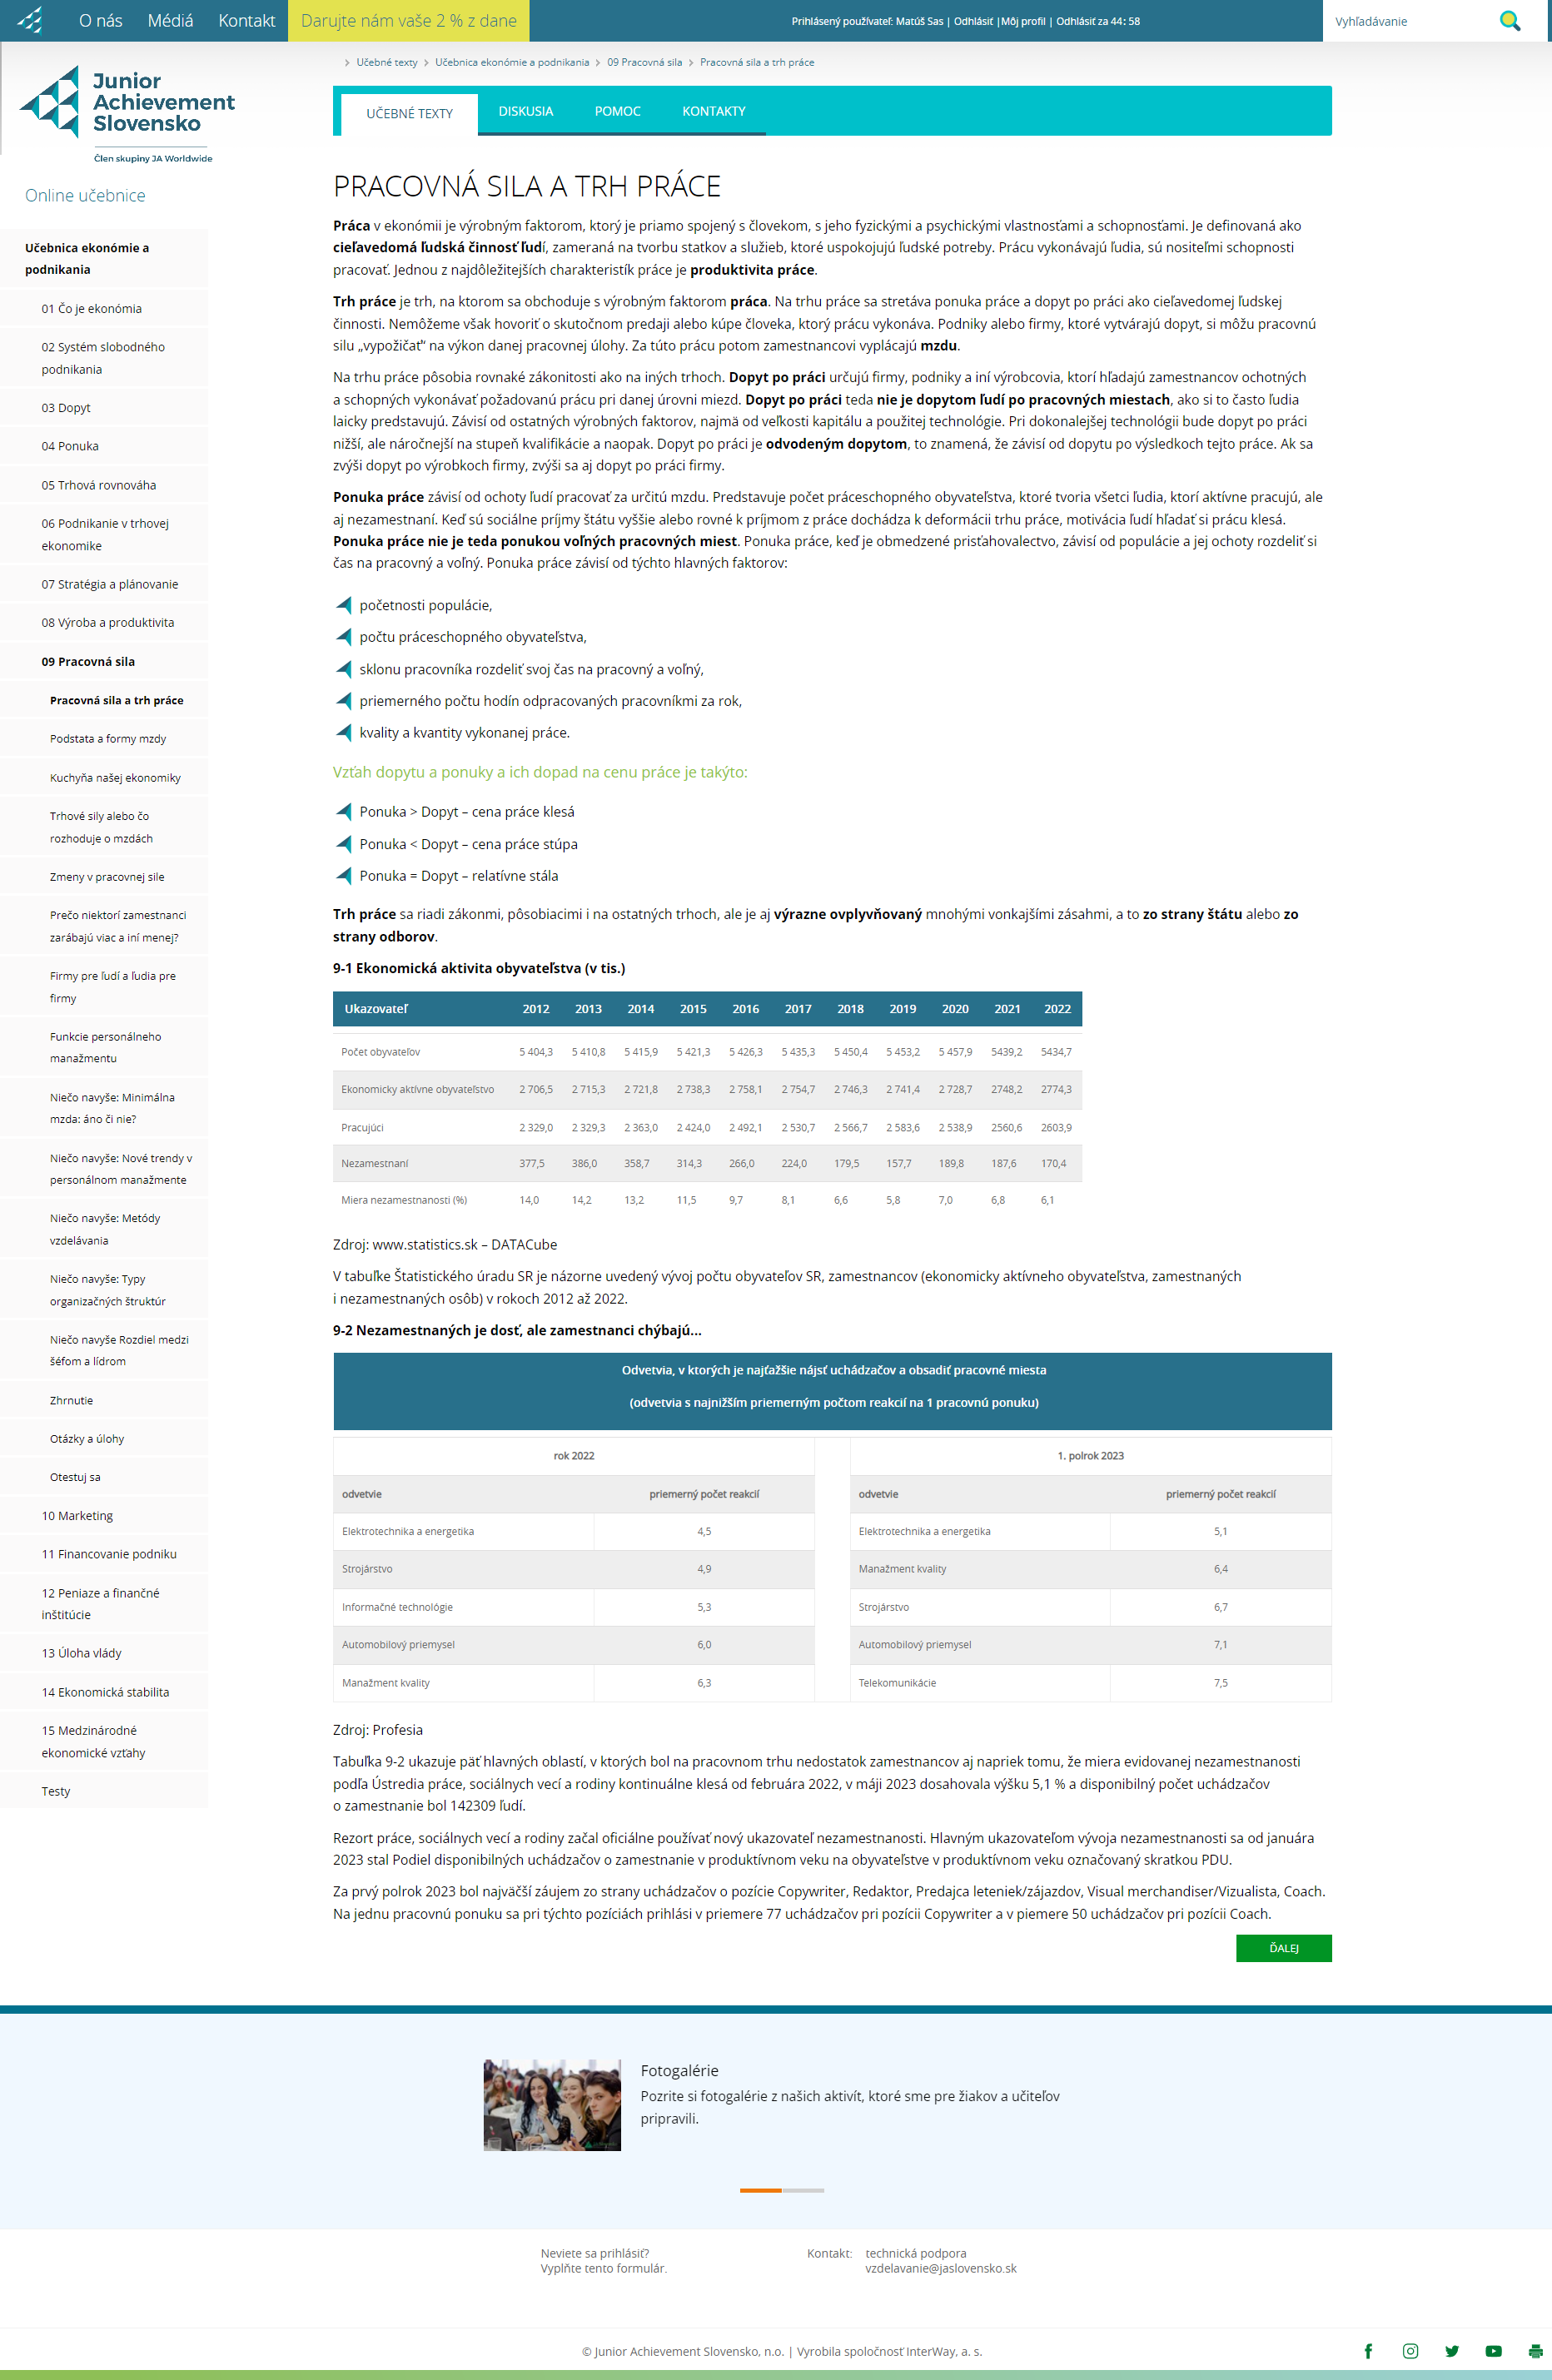 O nás Médiá Kontakt Darujte nám vaše 2 % z dane
Prihlásený používateľ: Matúš Sas | Odhlásiť |Môj profil | Odhlásiť za 44: 58
Vyhľadávanie
Junior
Achievement
Slovensko
Člen skupiny JA Worldwide
Online učebnice
Učebnica ekonómie a
podnikania
01 Čo je ekonómia
02 Systém slobodného
podnikania
03 Dopyt
04 Ponuka
05 Trhová rovnováha
06 Podnikanie v trhovej
ekonomike
07 Stratégia a plánovanie
08 Výroba a produktivita
09 Pracovná sila
Pracovná sila a trh práce
Podstata a formy mzdy
Kuchyňa našej ekonomiky
Trhové sily alebo čo
rozhoduje o mzdách
Zmeny v pracovnej sile
Prečo niektorí zamestnanci
zarábajú viac a iní menej?
Firmy pre ľudí a ľudia pre
firmy
Funkcie personálneho
manažmentu
Niečo navyše: Minimálna
mzda: áno či nie?
Niečo navyše: Nové trendy v
personálnom manažmente
Niečo navyše: Metódy
vzdelávania
Niečo navyše: Typy
organizačných štruktúr
Niečo navyše Rozdiel medzi
šéfom a lídrom
Zhrnutie
Otázky a úlohy
Otestuj sa
10 Marketing
11 Financovanie podniku
12 Peniaze a finančné
inštitúcie
13 Úloha vlády
14 Ekonomická stabilita
15 Medzinárodné
ekonomické vzťahy
Testy
Učebné texty Učebnica ekonómie a podnikania 09 Pracovná sila Pracovná sila a trh práce
UČEBNÉ TEXTY DISKUSIA POMOC KONTAKTY
PRACOVNÁ SILA A TRH PRÁCE
Práca v ekonómii je výrobným faktorom, ktorý je priamo spojený s človekom, s jeho fyzickými a psychickými vlastnosťami a schopnosťami. Je definovaná ako
cieľavedomá ľudská činnosť ľudí, zameraná na tvorbu statkov a služieb, ktoré uspokojujú ľudské potreby. Prácu vykonávajú ľudia, sú nositeľmi schopnosti
pracovať. Jednou z najdôležitejších charakteristík práce je produktivita práce.
Trh práce je trh, na ktorom sa obchoduje s výrobným faktorom práca. Na trhu práce sa stretáva ponuka práce a dopyt po práci ako cieľavedomej ľudskej
činnosti. Nemôžeme však hovoriť o skutočnom predaji alebo kúpe človeka, ktorý prácu vykonáva. Podniky alebo firmy, ktoré vytvárajú dopyt, si môžu pracovnú
silu „vypožičať" na výkon danej pracovnej úlohy. Za túto prácu potom zamestnancovi vyplácajú mzdu.
Na trhu práce pôsobia rovnaké zákonitosti ako na iných trhoch. Dopyt po práci určujú firmy, podniky a iní výrobcovia, ktorí hľadajú zamestnancov ochotných
a schopných vykonávať požadovanú prácu pri danej úrovni miezd. Dopyt po práci teda nie je dopytom ľudí po pracovných miestach, ako si to často ľudia
laicky predstavujú. Závisí od ostatných výrobných faktorov, najmä od veľkosti kapitálu a použitej technológie. Pri dokonalejšej technológii bude dopyt po práci
nižší, ale náročnejší na stupeň kvalifikácie a naopak. Dopyt po práci je odvodeným dopytom, to znamená, že závisí od dopytu po výsledkoch tejto práce. Ak sa
zvýši dopyt po výrobkoch firmy, zvýši sa aj dopyt po práci firmy.
Ponuka práce závisí od ochoty ľudí pracovať za určitú mzdu. Predstavuje počet práceschopného obyvateľstva, ktoré tvoria všetci ľudia, ktorí aktívne pracujú, ale
aj nezamestnaní. Keď sú sociálne príjmy štátu vyššie alebo rovné k príjmom z práce dochádza k deformácii trhu práce, motivácia ľudí hľadať si prácu klesá.
Ponuka práce nie je teda ponukou voľných pracovných miest. Ponuka práce, keď je obmedzené prisťahovalectvo, závisí od populácie a jej ochoty rozdeliť si
čas na pracovný a voľný. Ponuka práce závisí od týchto hlavných faktorov:
početnosti populácie,
počtu práceschopného obyvateľstva,
sklonu pracovníka rozdeliť svoj čas na pracovný a voľný,
priemerného počtu hodín odpracovaných pracovníkmi za rok,
kvality a kvantity vykonanej práce.
Vzťah dopytu a ponuky a ich dopad na cenu práce je takýto:
Ponuka > Dopyt – cena práce klesá
Ponuka < Dopyt – cena práce stúpa
Ponuka = Dopyt – relatívne stála
Trh práce sa riadi zákonmi, pôsobiacimi i na ostatných trhoch, ale je aj výrazne ovplyvňovaný mnohými vonkajšími zásahmi, a to zo strany štátu alebo zo
strany odborov.
9-1 Ekonomická aktivita obyvateľstva (v tis.)
Ukazovateľ 2012 2013 2014 2015 2016 2017 2018 2019 2020 2021 2022
Počet obyvateľov 5 404,3 5 410,8 5 415,9 5 421,3 5 426,3 5 435,3 5 450,4 5 453,2 5 457,9 5439,2 5434,7
Ekonomicky aktívne obyvateľstvo 2 706,5 2 715,3 2 721,8 2 738,3 2 758,1 2 754,7 2 746,3 2 741,4 2 728,7 2748,2 2774,3
Pracujúci 2 329,0 2 329,3 2 363,0 2 424,0 2 492,1 2 530,7 2 566,7 2 583,6 2 538,9 2560,6 2603,9
Nezamestnaní 377,5 386,0 358,7 314,3 266,0 224,0 179,5 157,7 189,8 187,6 170,4
Miera nezamestnanosti (%) 14,0 14,2 13,2 11,5 9,7 8,1 6,6 5,8 7,0 6,8 6,1
Zdroj: www.statistics.sk – DATACube
V tabuľke Štatistického úradu SR je názorne uvedený vývoj počtu obyvateľov SR, zamestnancov (ekonomicky aktívneho obyvateľstva, zamestnaných
i nezamestnaných osôb) v rokoch 2012 až 2022.
9-2 Nezamestnaných je dosť, ale zamestnanci chýbajú...
Odvetvia, v ktorých je najťažšie nájsť uchádzačov a obsadiť pracovné miesta
(odvetvia s najnižším priemerným počtom reakcií na 1 pracovnú ponuku)
rok 2022 1. polrok 2023
odvetvie priemerný počet reakcií odvetvie priemerný počet reakcií
Elektrotechnika a energetika 4,5 Elektrotechnika a energetika 5,1
Strojárstvo 4,9 Manažment kvality 6,4
Informačné technológie 5,3 Strojárstvo 6,7
Automobilový priemysel 6,0 Automobilový priemysel 7,1
Manažment kvality 6,3 Telekomunikácie 7,5
Zdroj: Profesia
Tabuľka 9-2 ukazuje päť hlavných oblastí, v ktorých bol na pracovnom trhu nedostatok zamestnancov aj napriek tomu, že miera evidovanej nezamestnanosti
podľa Ústredia práce, sociálnych vecí a rodiny kontinuálne klesá od februára 2022, v máji 2023 dosahovala výšku 5,1 % a disponibilný počet uchádzačov
o zamestnanie bol 142309 ľudí.
Rezort práce, sociálnych vecí a rodiny začal oficiálne používať nový ukazovateľ nezamestnanosti. Hlavným ukazovateľom vývoja nezamestnanosti sa od januára
2023 stal Podiel disponibilných uchádzačov o zamestnanie v produktívnom veku na obyvateľstve v produktívnom veku označovaný skratkou PDU.
Za prvý polrok 2023 bol najväčší záujem zo strany uchádzačov o pozície Copywriter, Redaktor, Predajca leteniek/zájazdov, Visual merchandiser/Vizualista, Coach.
Na jednu pracovnú ponuku sa pri týchto pozíciách prihlási v priemere 77 uchádzačov pri pozícii Copywriter a v piemere 50 uchádzačov pri pozícii Coach.
ĎALEJ
Fotogalérie
Pozrite si fotogalérie z našich aktivít, ktoré sme pre žiakov a učiteľov
pripravili.
Neviete sa prihlásiť? Kontakt: technická podpora
Vyplňte tento formulár. vzdelavanie@jaslovensko.sk
© Junior Achievement Slovensko, n.o. | Vyrobila spoločnosť InterWay, a. s.